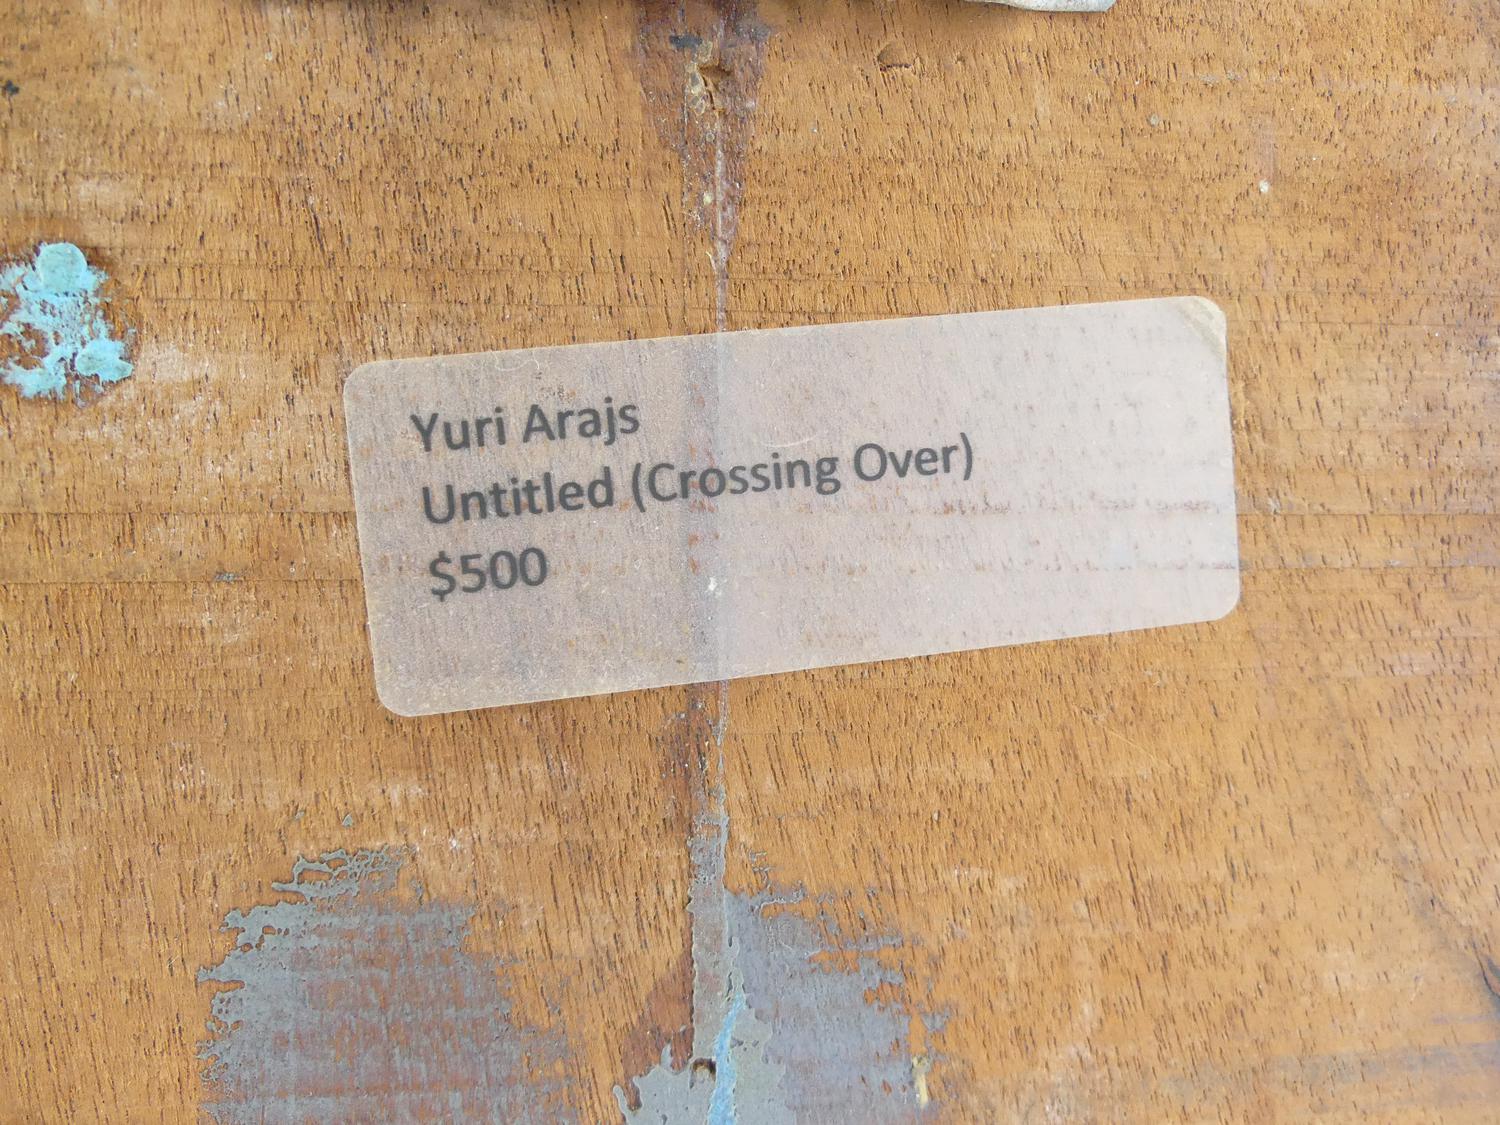 Yuri Arajs
Untitled (Crossing Over)
$500